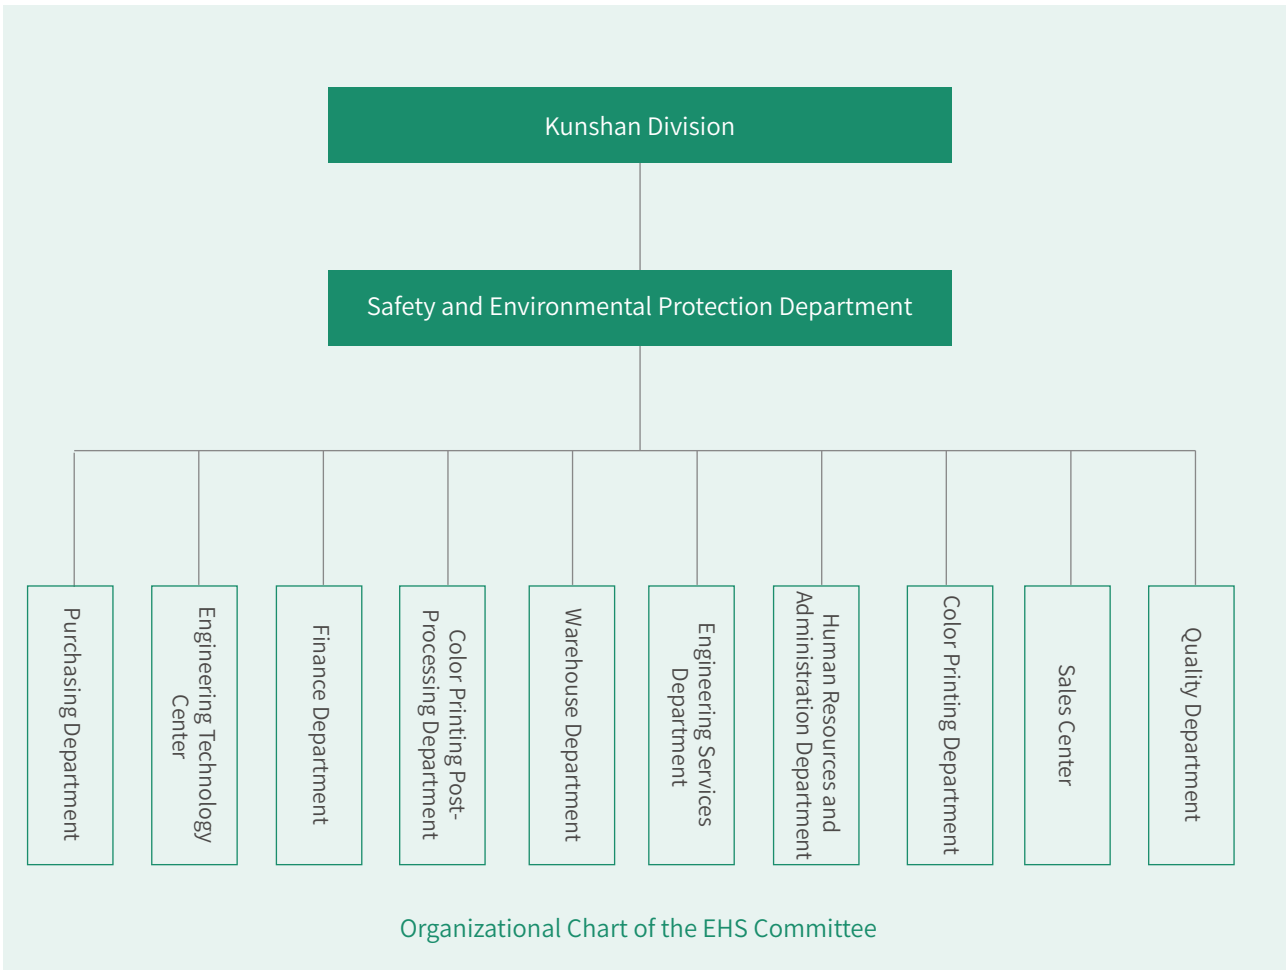 Kunshan Division
Safety and Environmental Protection Department
Purchasing Department
Engineering Technology
Center
Finance Department
Color Printing Post-
Processing Department
Warehouse Department
Engineering Services
Department
Human Resources and
Administration Department
Color Printing Department
Sales Center
Quality Department
Organizational Chart of the EHS Committee